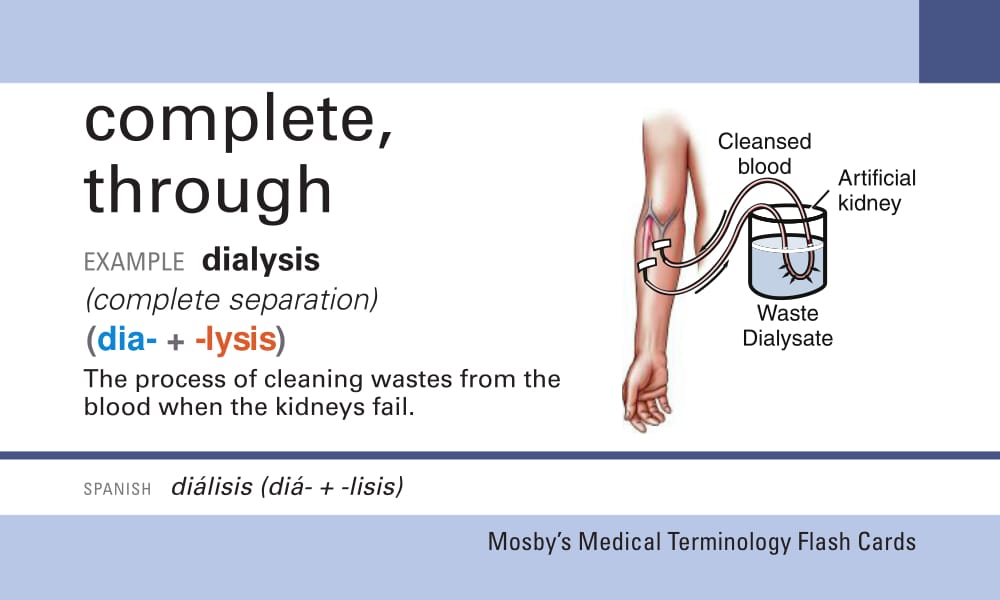 complete,
through
EXAMPLE dialysis
(complete separation)
(dia- + -lysis)
The process of cleaning wastes from the
blood when the kidneys fail.
Cleansed
blood
Artificial
kidney
Waste
Dialysate
SPANISH diálisis (diá- + -lisis)
Mosby's Medical Terminology Flash Cards